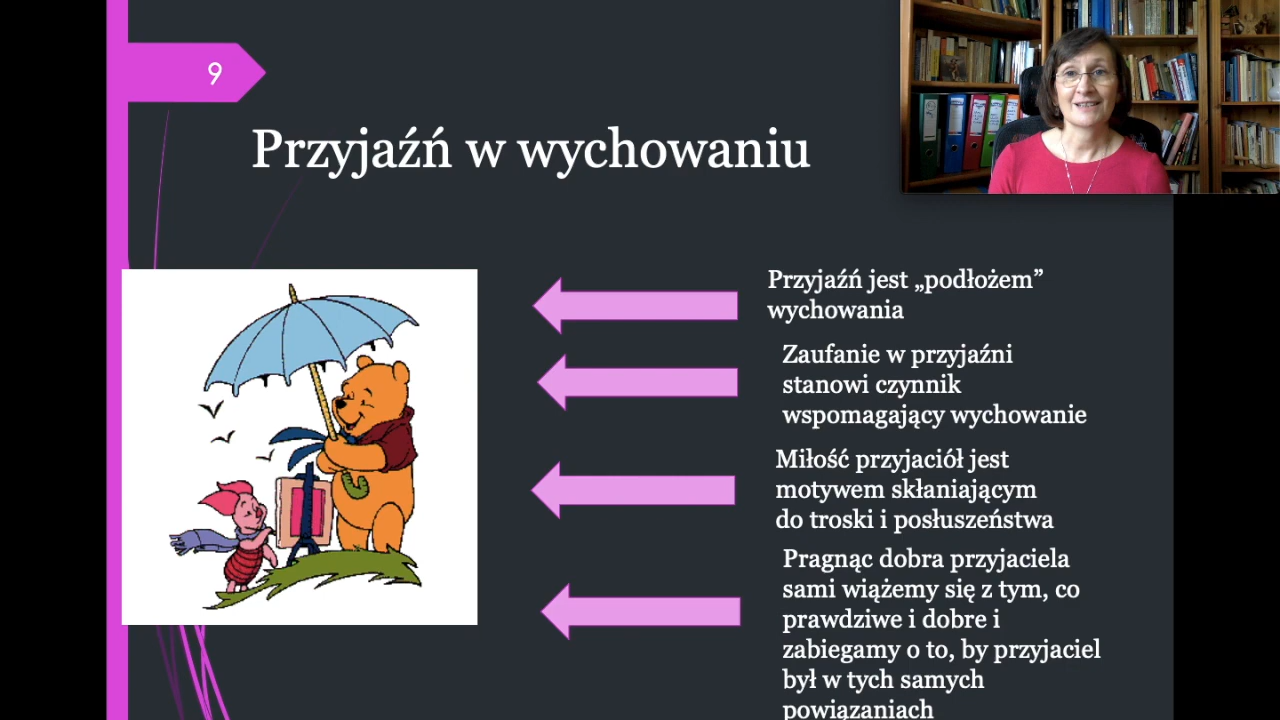 9
Przyjaźń w wychowaniu
Przyjaźń jest „podłożem”
wychowania
Zaufanie w przyjaźni
stanowi czynnik
wspomagający wychowanie
Miłość przyjaciół jest
motywem skłaniającym
do troski i posłuszeństwa
Pragnąc dobra przyjaciela
sami wiążemy się z tym, co
prawdziwe i dobre i
zabiegamy o to, by przyjaciel
był w tych samych
powiązaniach